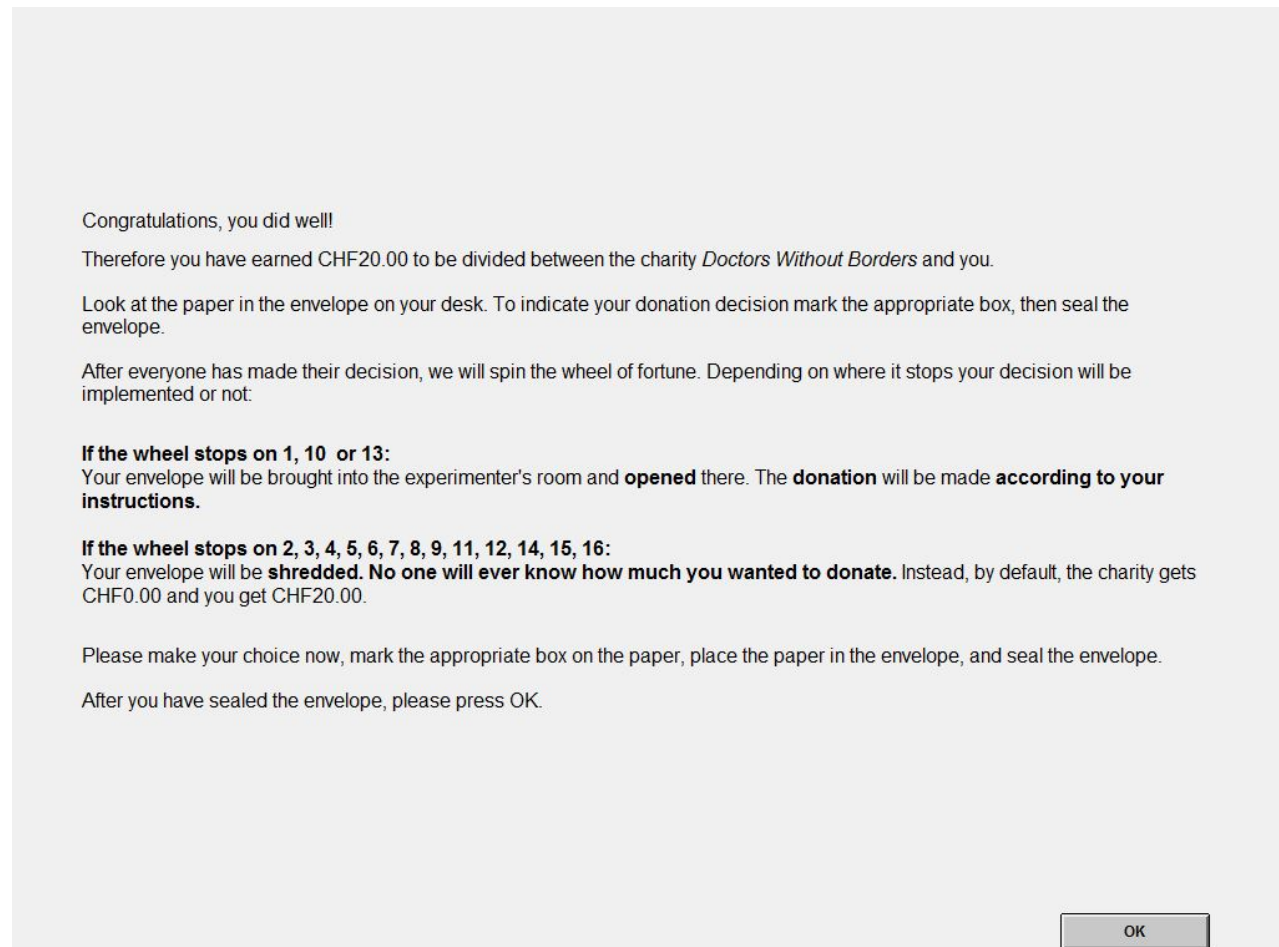 Congratulations, you did well!
Therefore you have earned CHF20.00 to be divided between the charity Doctors Without Borders and you.
Look at the paper in the envelope on your desk. To indicate your donation decision mark the appropriate box, then seal the
envelope.
After everyone has made their decision, we will spin the wheel of fortune. Depending on where it stops your decision will be
implemented or not:
If the wheel stops on 1, 10 or 13:
Your envelope will be brought into the experimenter's room and opened there. The donation will be made according to your
instructions.
If the wheel stops on 2, 3, 4, 5, 6, 7, 8, 9, 11, 12, 14, 15, 16:
Your envelope will be shredded. No one will ever know how much you wanted to donate. Instead, by default, the charity gets
CHF0.00 and you get CHF20.00.
Please make your choice now, mark the appropriate box on the paper, place the paper in the envelope, and seal the envelope.
After you have sealed the envelope, please press OK.
OK